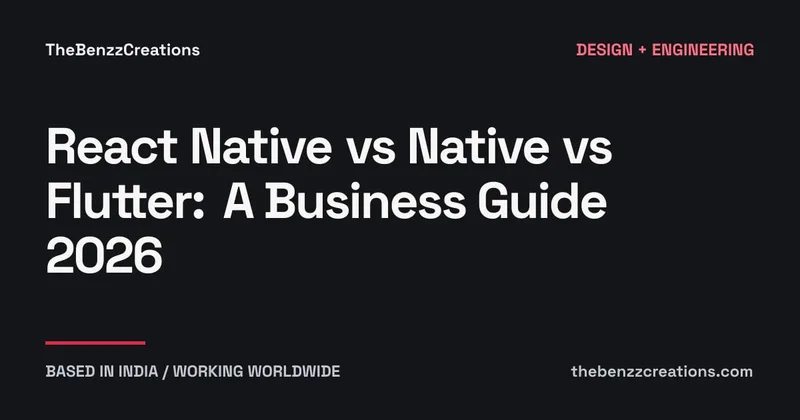 TheBenzzCreations
DESIGN + ENGINEERING
React Native vs Native vs
Flutter: A Business Guide
2026
BASED IN INDIA / WORKING WORLDWIDE
thebenzzcreations.com